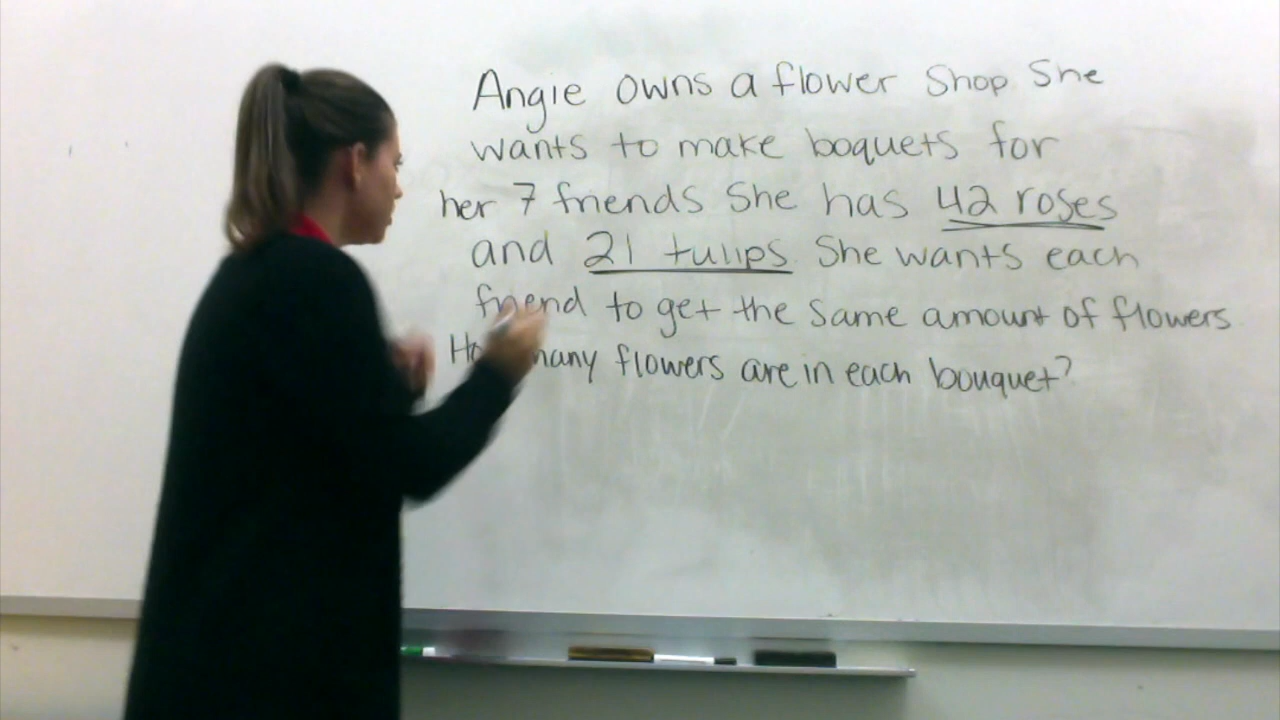 Angie owns a flower Shop She
wants to make boquets for
her 7 friends She has 42 roses
and 21 tulips. She wants each
friend to get the same amount of flowers
many flowers are in each bouquet?